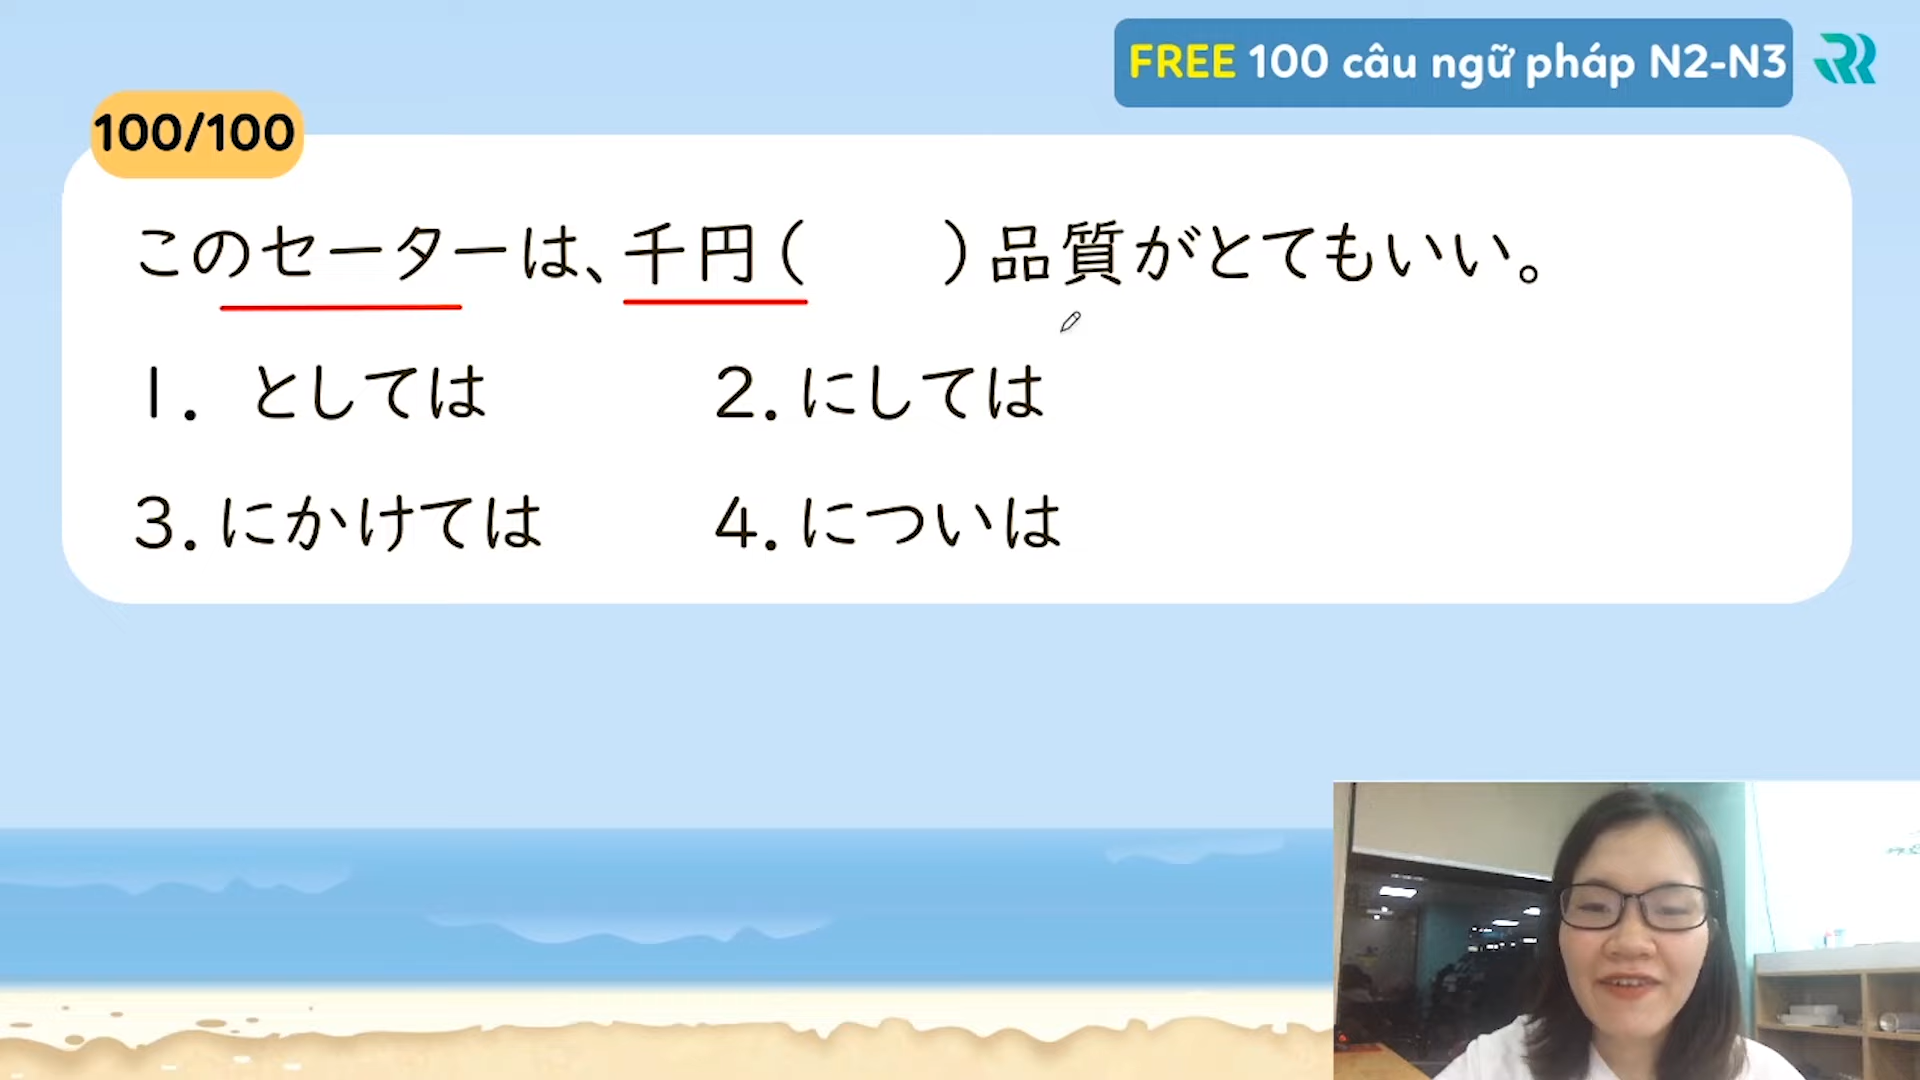 FREE 100 câu ngữ pháp N2-N3
100/100
このセーターは、千円(　　)品質がとてもいい。
1. としては 2. にしては
3. にかけては 4. についは